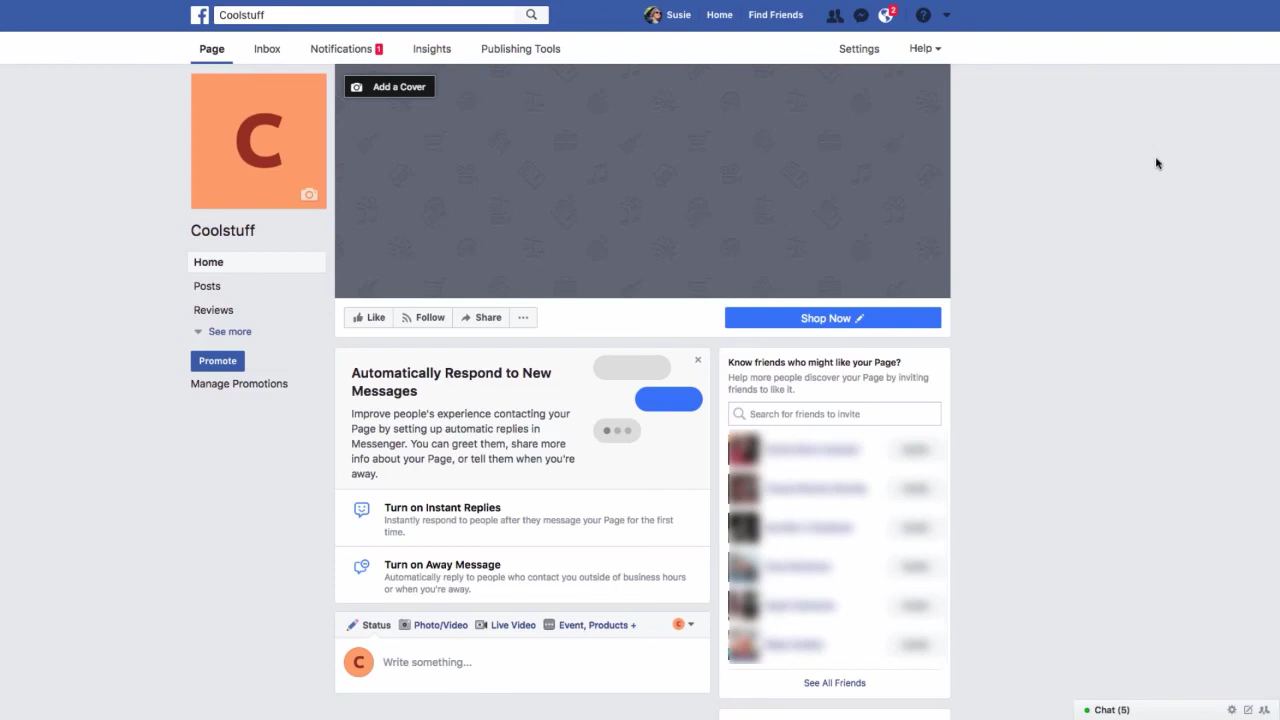 Coolstuff
Susie
Home
Find Friends
2
Page
Inbox
Notifications 1
Insights
Publishing Tools
Settings
Help
Add a Cover
C
Coolstuff
Home
Posts
Reviews
See more
Promote
Manage Promotions
Like
Follow
Share
Shop Now
Automatically Respond to New
Messages
Improve people's experience contacting your
Page by setting up automatic replies in
Messenger. You can greet them, share more
info about your Page, or tell them when you're
away.
Turn on Instant Replies
Instantly respond to people after they message your Page for the first
time.
Turn on Away Message
Automatically reply to people who contact you outside of business hours
or when you're away.
Status
Photo/Video
Live Video
Event, Products +
C
C
Write something...
Know friends who might like your Page?
Help more people discover your Page by inviting
friends to like it.
Search for friends to invite
See All Friends
Chat (5)